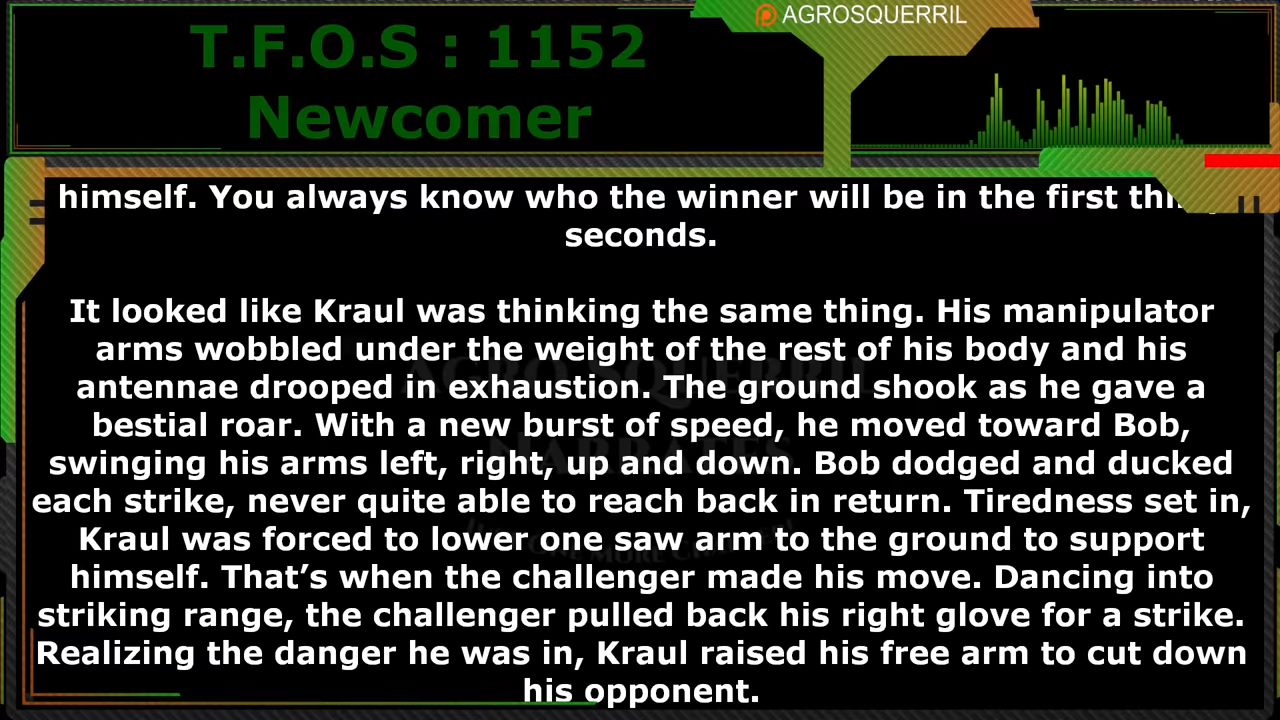 AGROSQUERRIL
T.F.O.S : 1152
Newcomer
himself. You always know who the winner will be in the first
seconds.
It looked like Kraul was thinking the same thing. His manipulator
arms wobbled under the weight of the rest of his body and his
antennae drooped in exhaustion. The ground shook as he gave a
bestial roar. With a new burst of speed, he moved toward Bob,
swinging his arms left, right, up and down. Bob dodged and ducked
each strike, never quite able to reach back in return. Tiredness set in,
Kraul was forced to lower one saw arm to the ground to support
himself. That’s when the challenger made his move. Dancing into
striking range, the challenger pulled back his right glove for a strike.
Realizing the danger he was in, Kraul raised his free arm to cut down
his opponent.